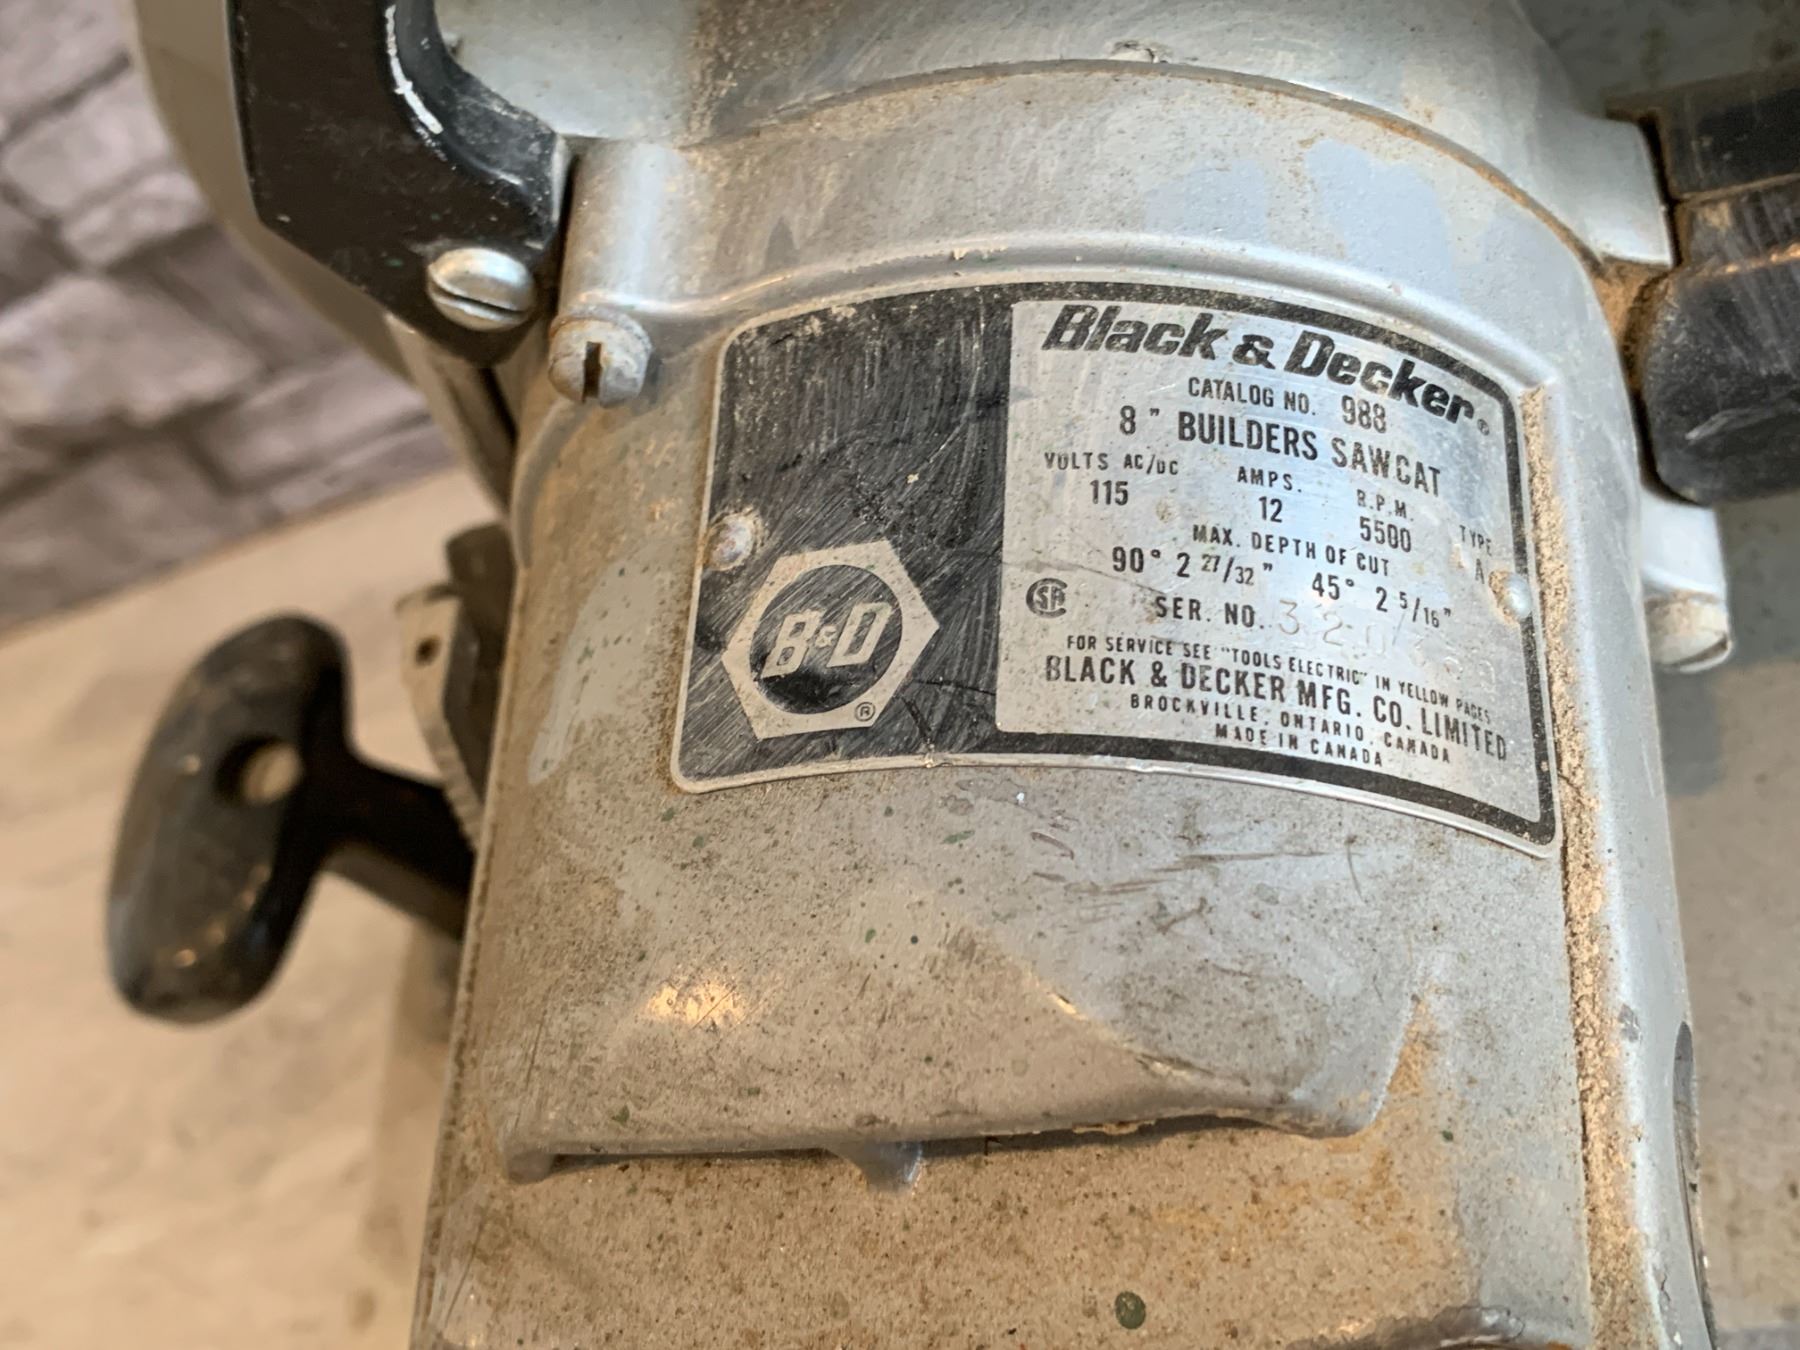 Black & Decker®
CATALOG NO. 988
8" BUILDERS SAWCAT
VOLTS AC/DC AMPS. R.P.M. TYPE
115 12 5500 A
MAX. DEPTH OF CUT
90° 2 27/32" 45° 2 5/16"
SER. NO.
FOR SERVICE SEE "TOOLS ELECTRIC" IN YELLOW PAGES
BLACK & DECKER MFG. CO. LIMITED
BROCKVILLE, ONTARIO, CANADA
MADE IN CANADA
B&D
®